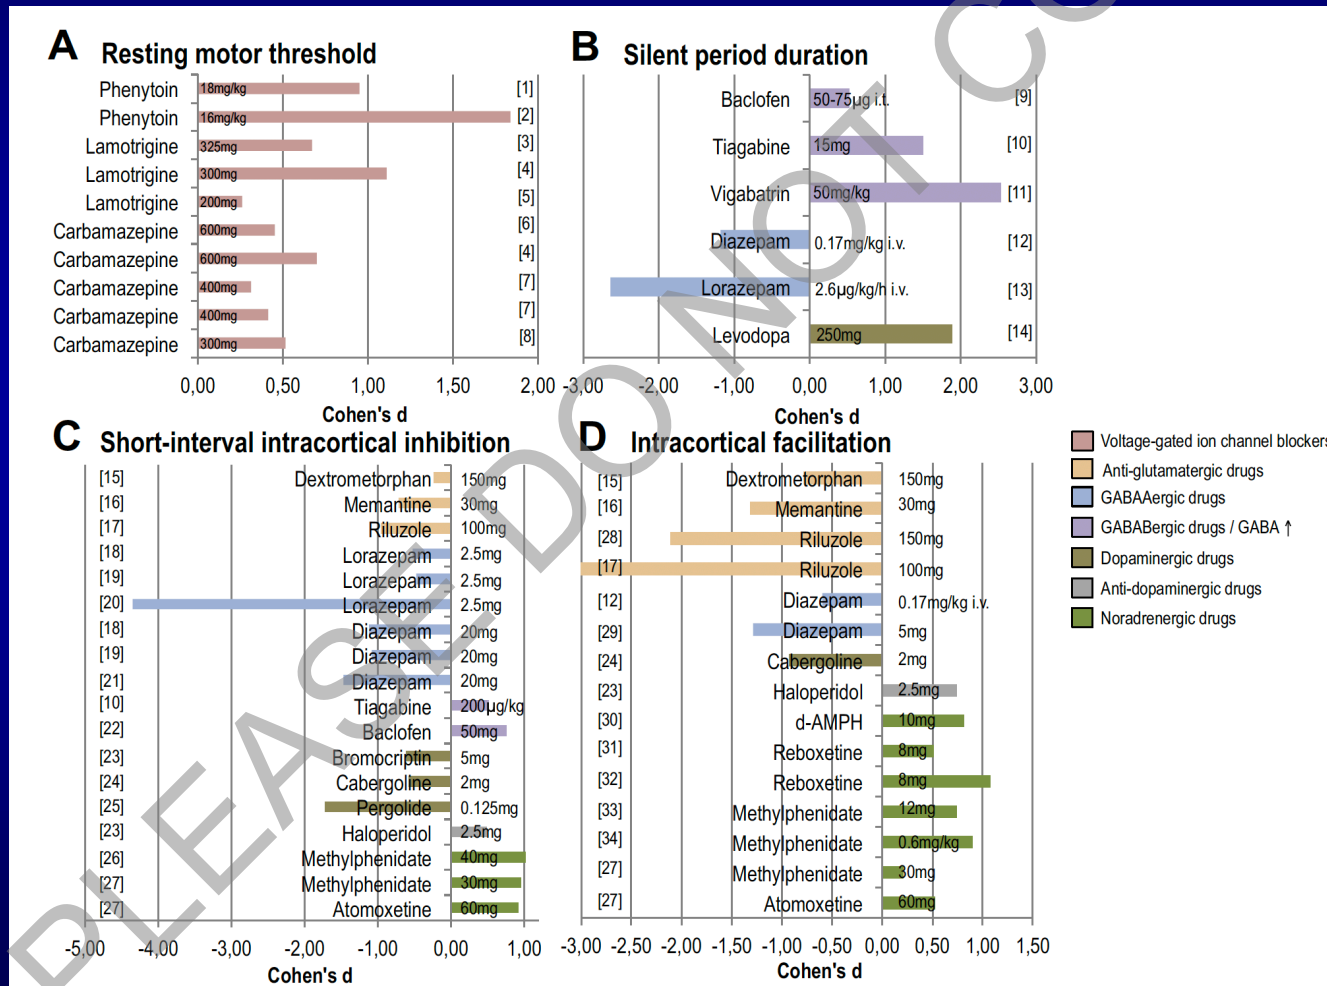 A Resting motor threshold
Phenytoin 18mg/kg [1]
Phenytoin 16mg/kg [2]
Lamotrigine 325mg [3]
Lamotrigine 300mg [4]
Lamotrigine 200mg [5]
Carbamazepine 600mg [6]
Carbamazepine 600mg [4]
Carbamazepine 400mg [7]
Carbamazepine 400mg [7]
Carbamazepine 300mg [8]
0,00 0,50 1,00 1,50 2,00
Cohen's d
B Silent period duration
Baclofen 50-75µg i.t. [9]
Tiagabine 15mg [10]
Vigabatrin 50mg/kg [11]
Diazepam 0.17mg/kg i.v. [12]
Lorazepam 2.6µg/kg/h i.v. [13]
Levodopa 250mg [14]
-3,00 -2,00 -1,00 0,00 1,00 2,00 3,00
Cohen's d
C Short-interval intracortical inhibition
[15] Dextrometorphan 150mg
[16] Memantine 30mg
[17] Riluzole 100mg
[18] Lorazepam 2.5mg
[19] Lorazepam 2.5mg
[20] Lorazepam 2.5mg
[18] Diazepam 20mg
[19] Diazepam 20mg
[21] Diazepam 20mg
[10] Tiagabine 200µg/kg
[22] Baclofen 50mg
[23] Bromocriptin 5mg
[24] Cabergoline 2mg
[25] Pergolide 0.125mg
[23] Haloperidol 2.5mg
[26] Methylphenidate 40mg
[27] Methylphenidate 30mg
[27] Atomoxetine 60mg
-5,00 -4,00 -3,00 -2,00 -1,00 0,00 1,00
Cohen's d
D Intracortical facilitation
[15] Dextrometorphan 150mg
[16] Memantine 30mg
[28] Riluzole 150mg
[17] Riluzole 100mg
[12] Diazepam 0.17mg/kg i.v.
[29] Diazepam 5mg
[24] Cabergoline 2mg
[23] Haloperidol 2.5mg
[30] d-AMPH 10mg
[31] Reboxetine 8mg
[32] Reboxetine 8mg
[33] Methylphenidate 12mg
[34] Methylphenidate 0.6mg/kg
[27] Methylphenidate 30mg
[27] Atomoxetine 60mg
-3,00 -2,50 -2,00 -1,50 -1,00 -0,50 0,00 0,50 1,00 1,50
Cohen's d
Voltage-gated ion channel blockers
Anti-glutamatergic drugs
GABAAergic drugs
GABABergic drugs / GABA ↑
Dopaminergic drugs
Anti-dopaminergic drugs
Noradrenergic drugs
PLEASE DO NOT CO